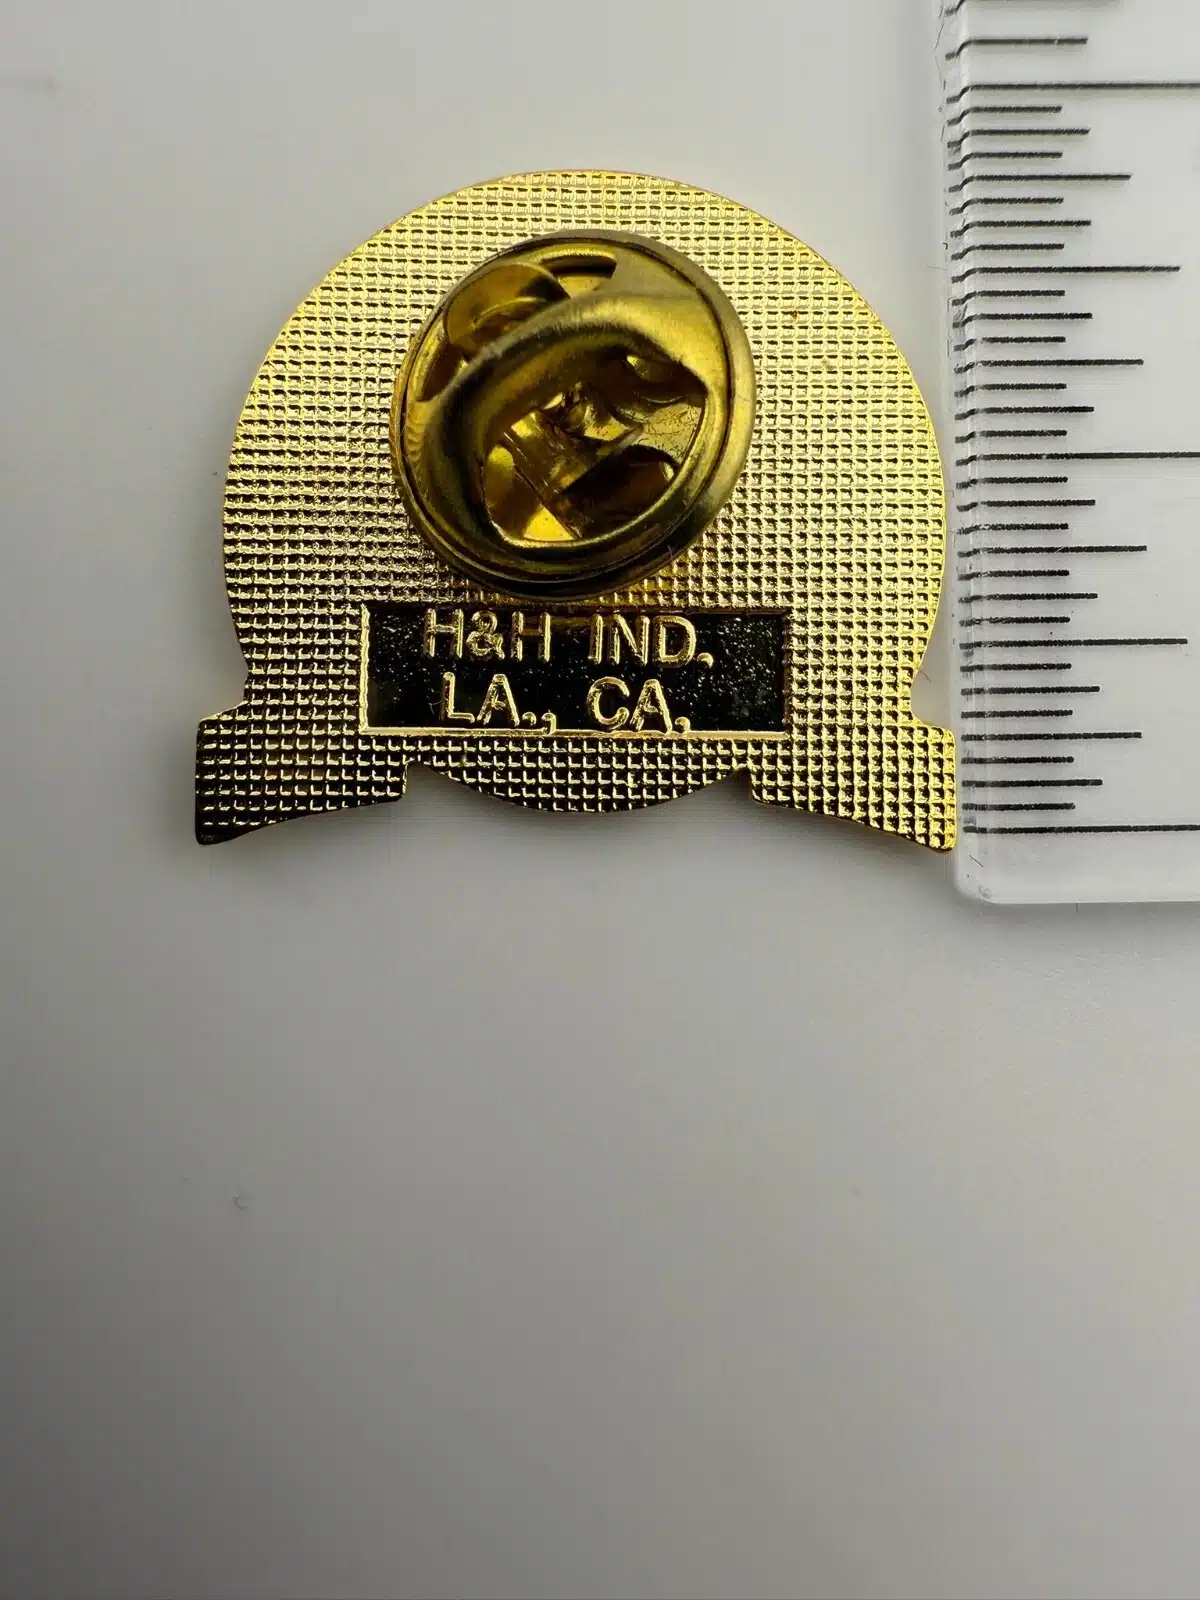 H&H IND.
LA., CA.